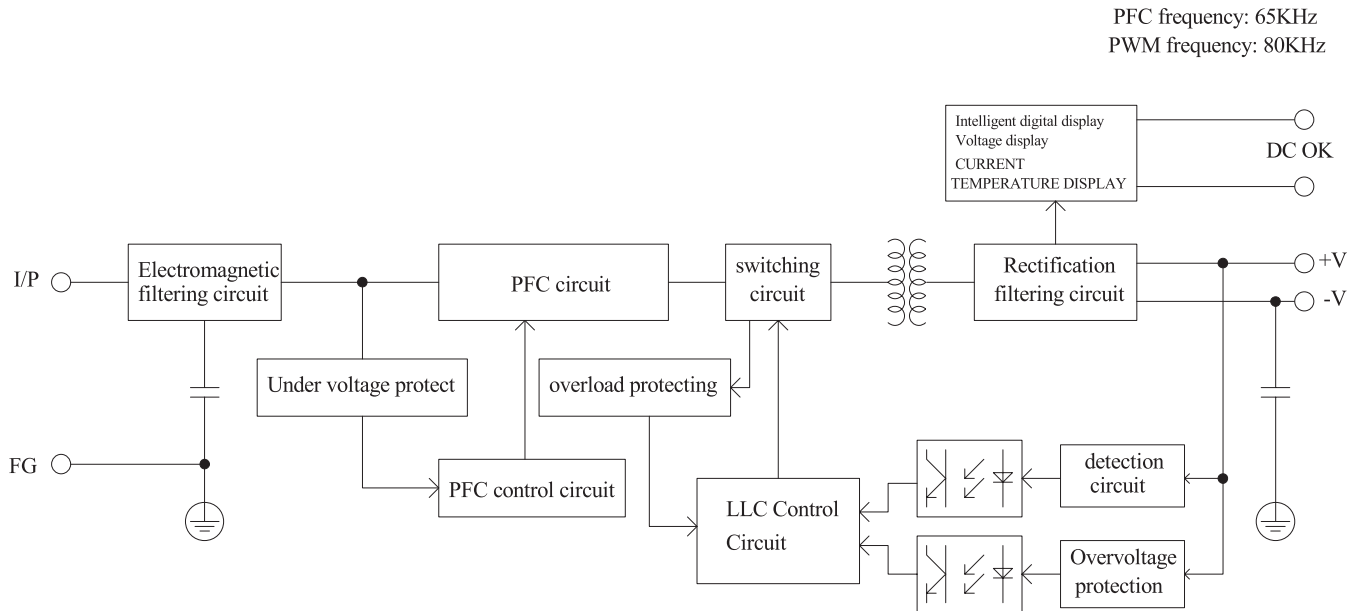 PFC frequency: 65KHz
PWM frequency: 80KHz
Intelligent digital display
Voltage display
CURRENT
TEMPERATURE DISPLAY
DC OK
I/P
Electromagnetic
filtering circuit
PFC circuit
switching
circuit
Rectification
filtering circuit
+V
-V
Under voltage protect
overload protecting
FG
PFC control circuit
LLC Control
Circuit
detection
circuit
Overvoltage
protection